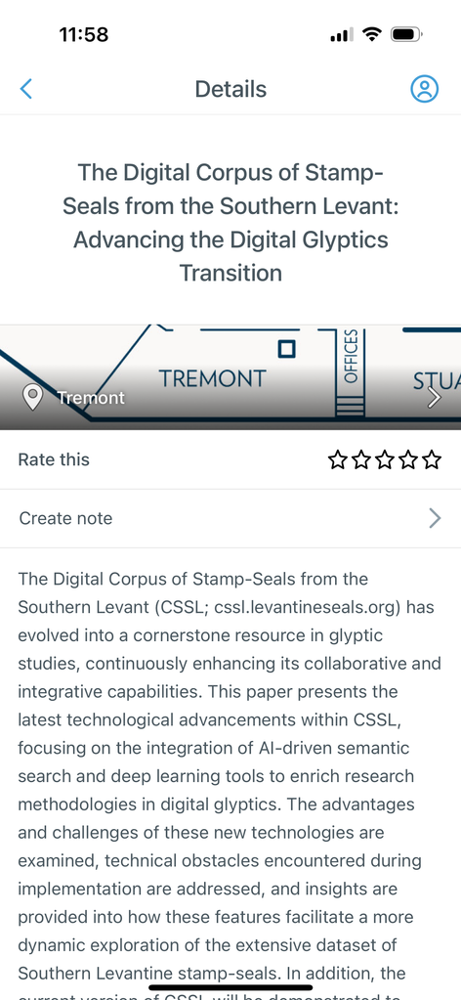 11:58
Details
The Digital Corpus of Stamp-
Seals from the Southern Levant:
Advancing the Digital Glyptics
Transition
OFFICES
TREMONT
STUA
Tremont
Rate this
Create note
The Digital Corpus of Stamp-Seals from the
Southern Levant (CSSL; cssl.levantineseals.org) has
evolved into a cornerstone resource in glyptic
studies, continuously enhancing its collaborative and
integrative capabilities. This paper presents the
latest technological advancements within CSSL,
focusing on the integration of AI-driven semantic
search and deep learning tools to enrich research
methodologies in digital glyptics. The advantages
and challenges of these new technologies are
examined, technical obstacles encountered during
implementation are addressed, and insights are
provided into how these features facilitate a more
dynamic exploration of the extensive dataset of
Southern Levantine stamp-seals. In addition, the
current version of CSSL will be demonstrated to